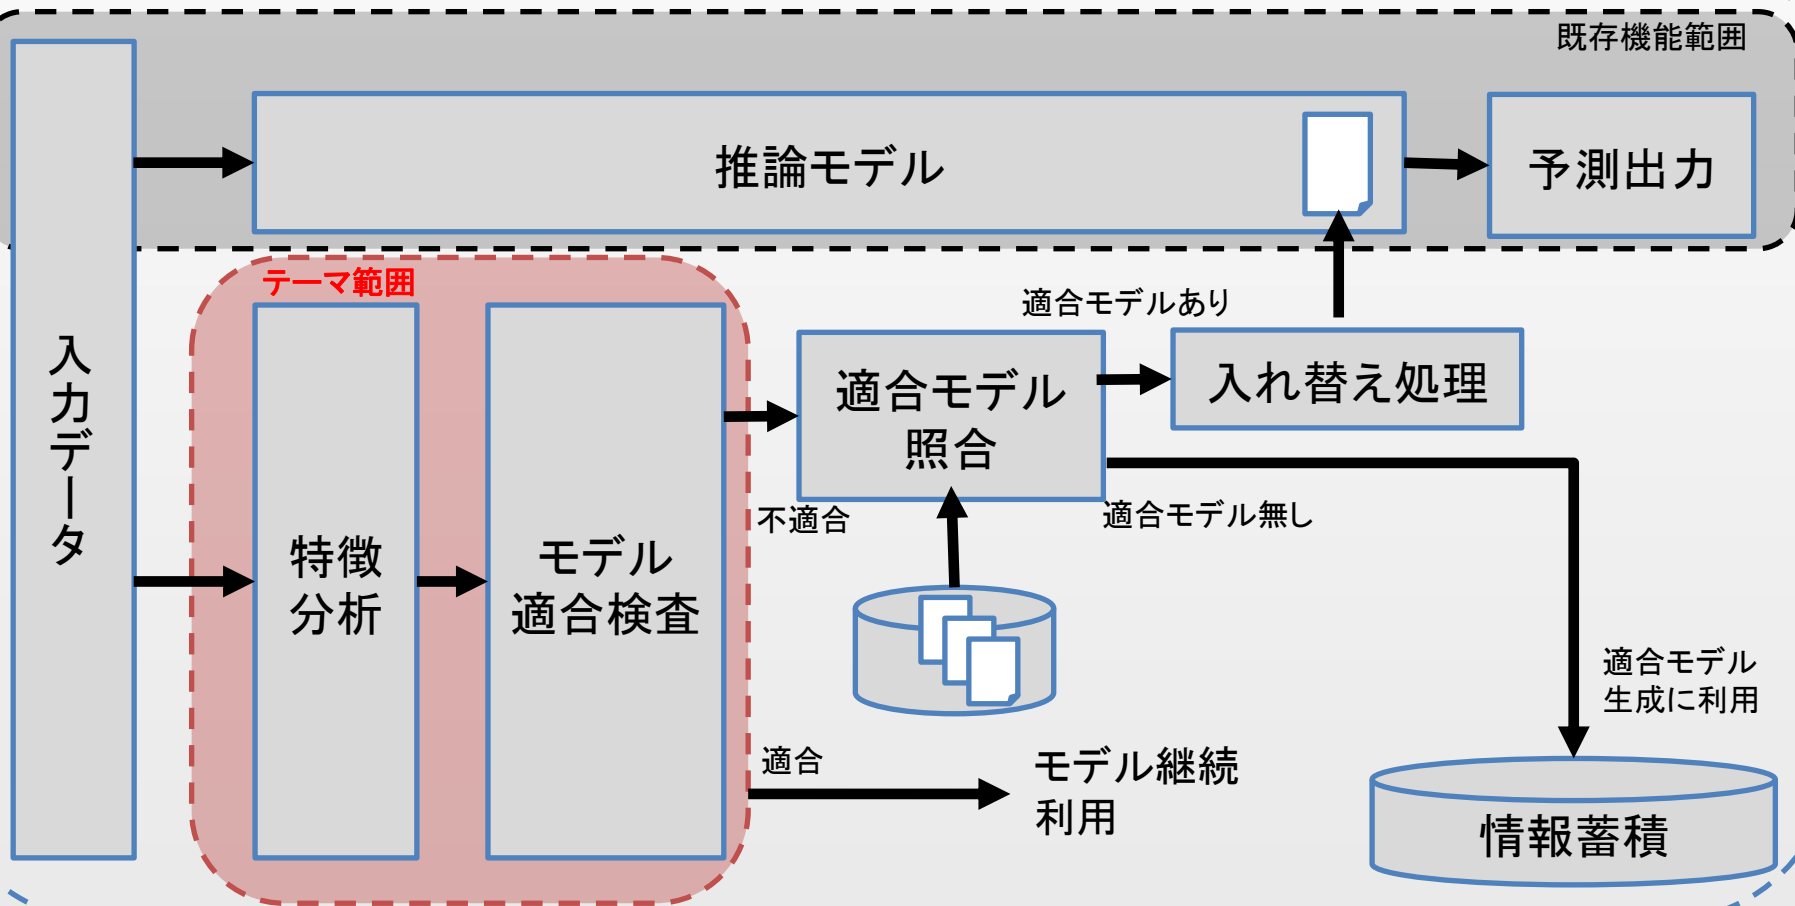 既存機能範囲
推論モデル
予測出力
テーマ範囲
入力データ
適合モデルあり
適合モデル
照合
入れ替え処理
不適合
適合モデル無し
特徴
分析
モデル
適合検査
適合モデル
生成に利用
適合
モデル継続
利用
情報蓄積